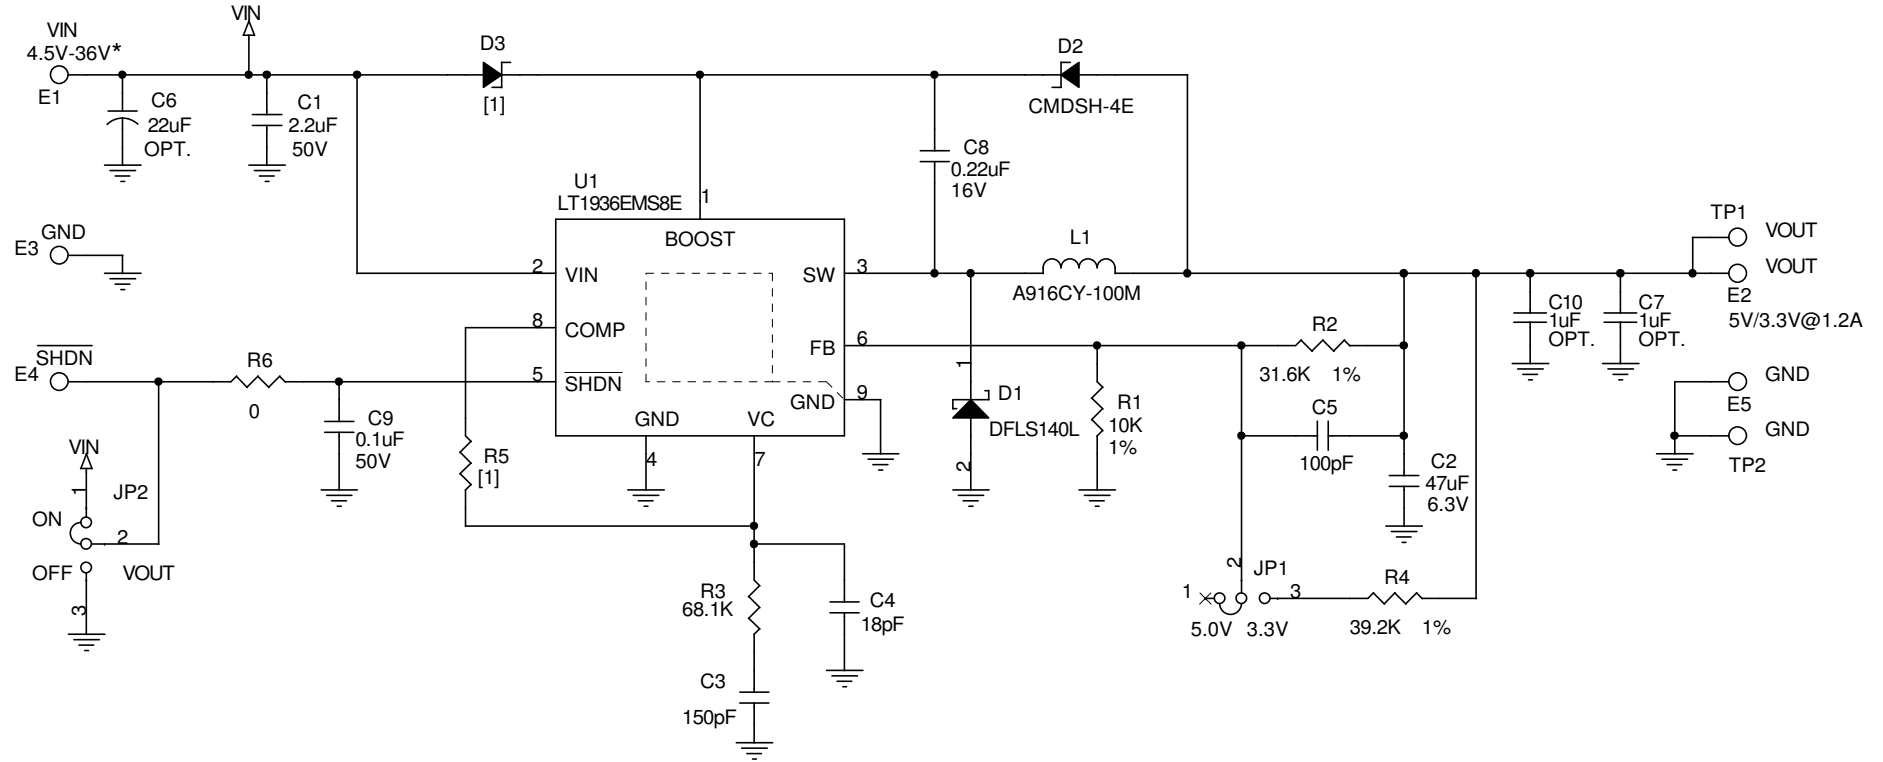 VIN
VIN
4.5V-36V*
E1
C6
22uF
OPT.
C1
2.2uF
50V
D3
[1]
D2
CMDSH-4E
C8
0.22uF
16V
U1
LT1936EMS8E
1
BOOST
2
VIN
SW
3
8
COMP
FB
6
5
SHDN
GND
9
GND
VC
4
7
GND
E3
SHDN
E4
R6
0
C9
0.1uF
50V
R5
[1]
VIN
1
JP2
ON
2
OFF
VOUT
3
R3
68.1K
C4
18pF
C3
150pF
L1
A916CY-100M
1
D1
DFLS140L
2
R1
10K
1%
R2
31.6K 1%
C5
100pF
C2
47uF
6.3V
2
JP1
1
3
5.0V 3.3V
R4
39.2K 1%
C10
1uF
OPT.
C7
1uF
OPT.
TP1
VOUT
VOUT
E2
5V/3.3V@1.2A
GND
E5
GND
TP2